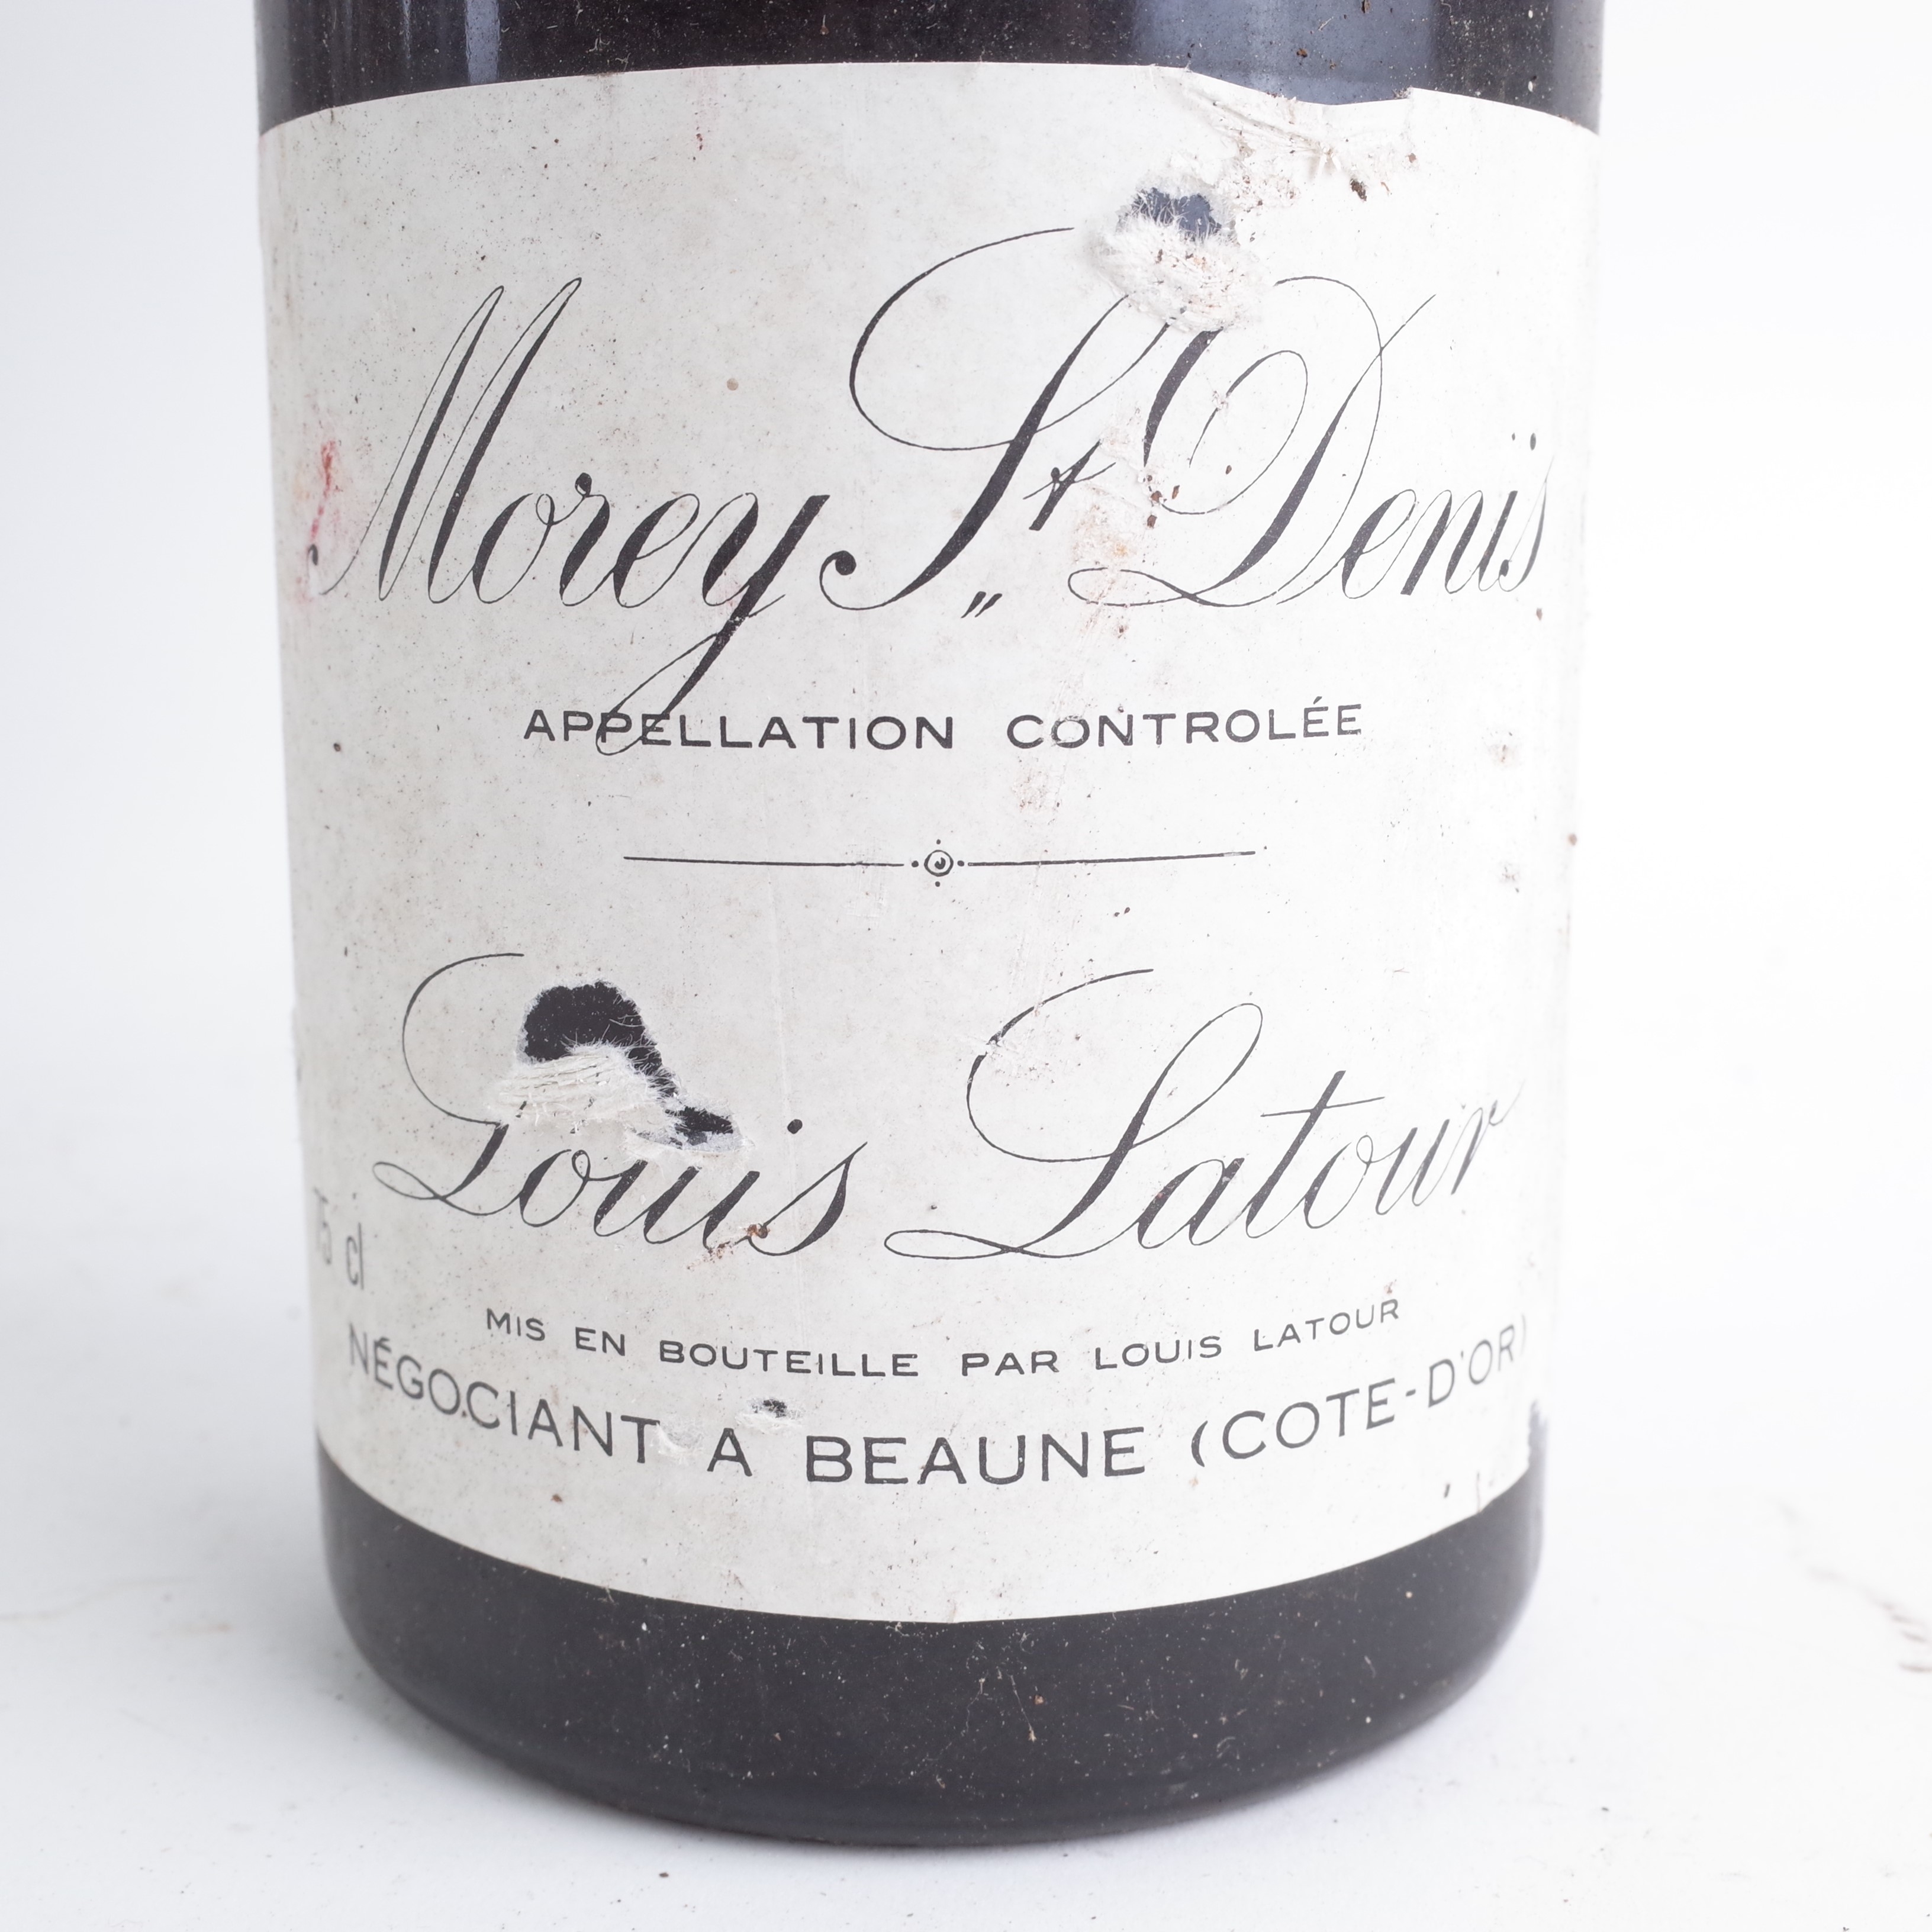 Morey St Denis
APPELLATION CONTROLÉE
Louis Latour
75 cl
MIS EN BOUTEILLE PAR LOUIS LATOUR
NÉGOCIANT A BEAUNE (COTE-D'OR)